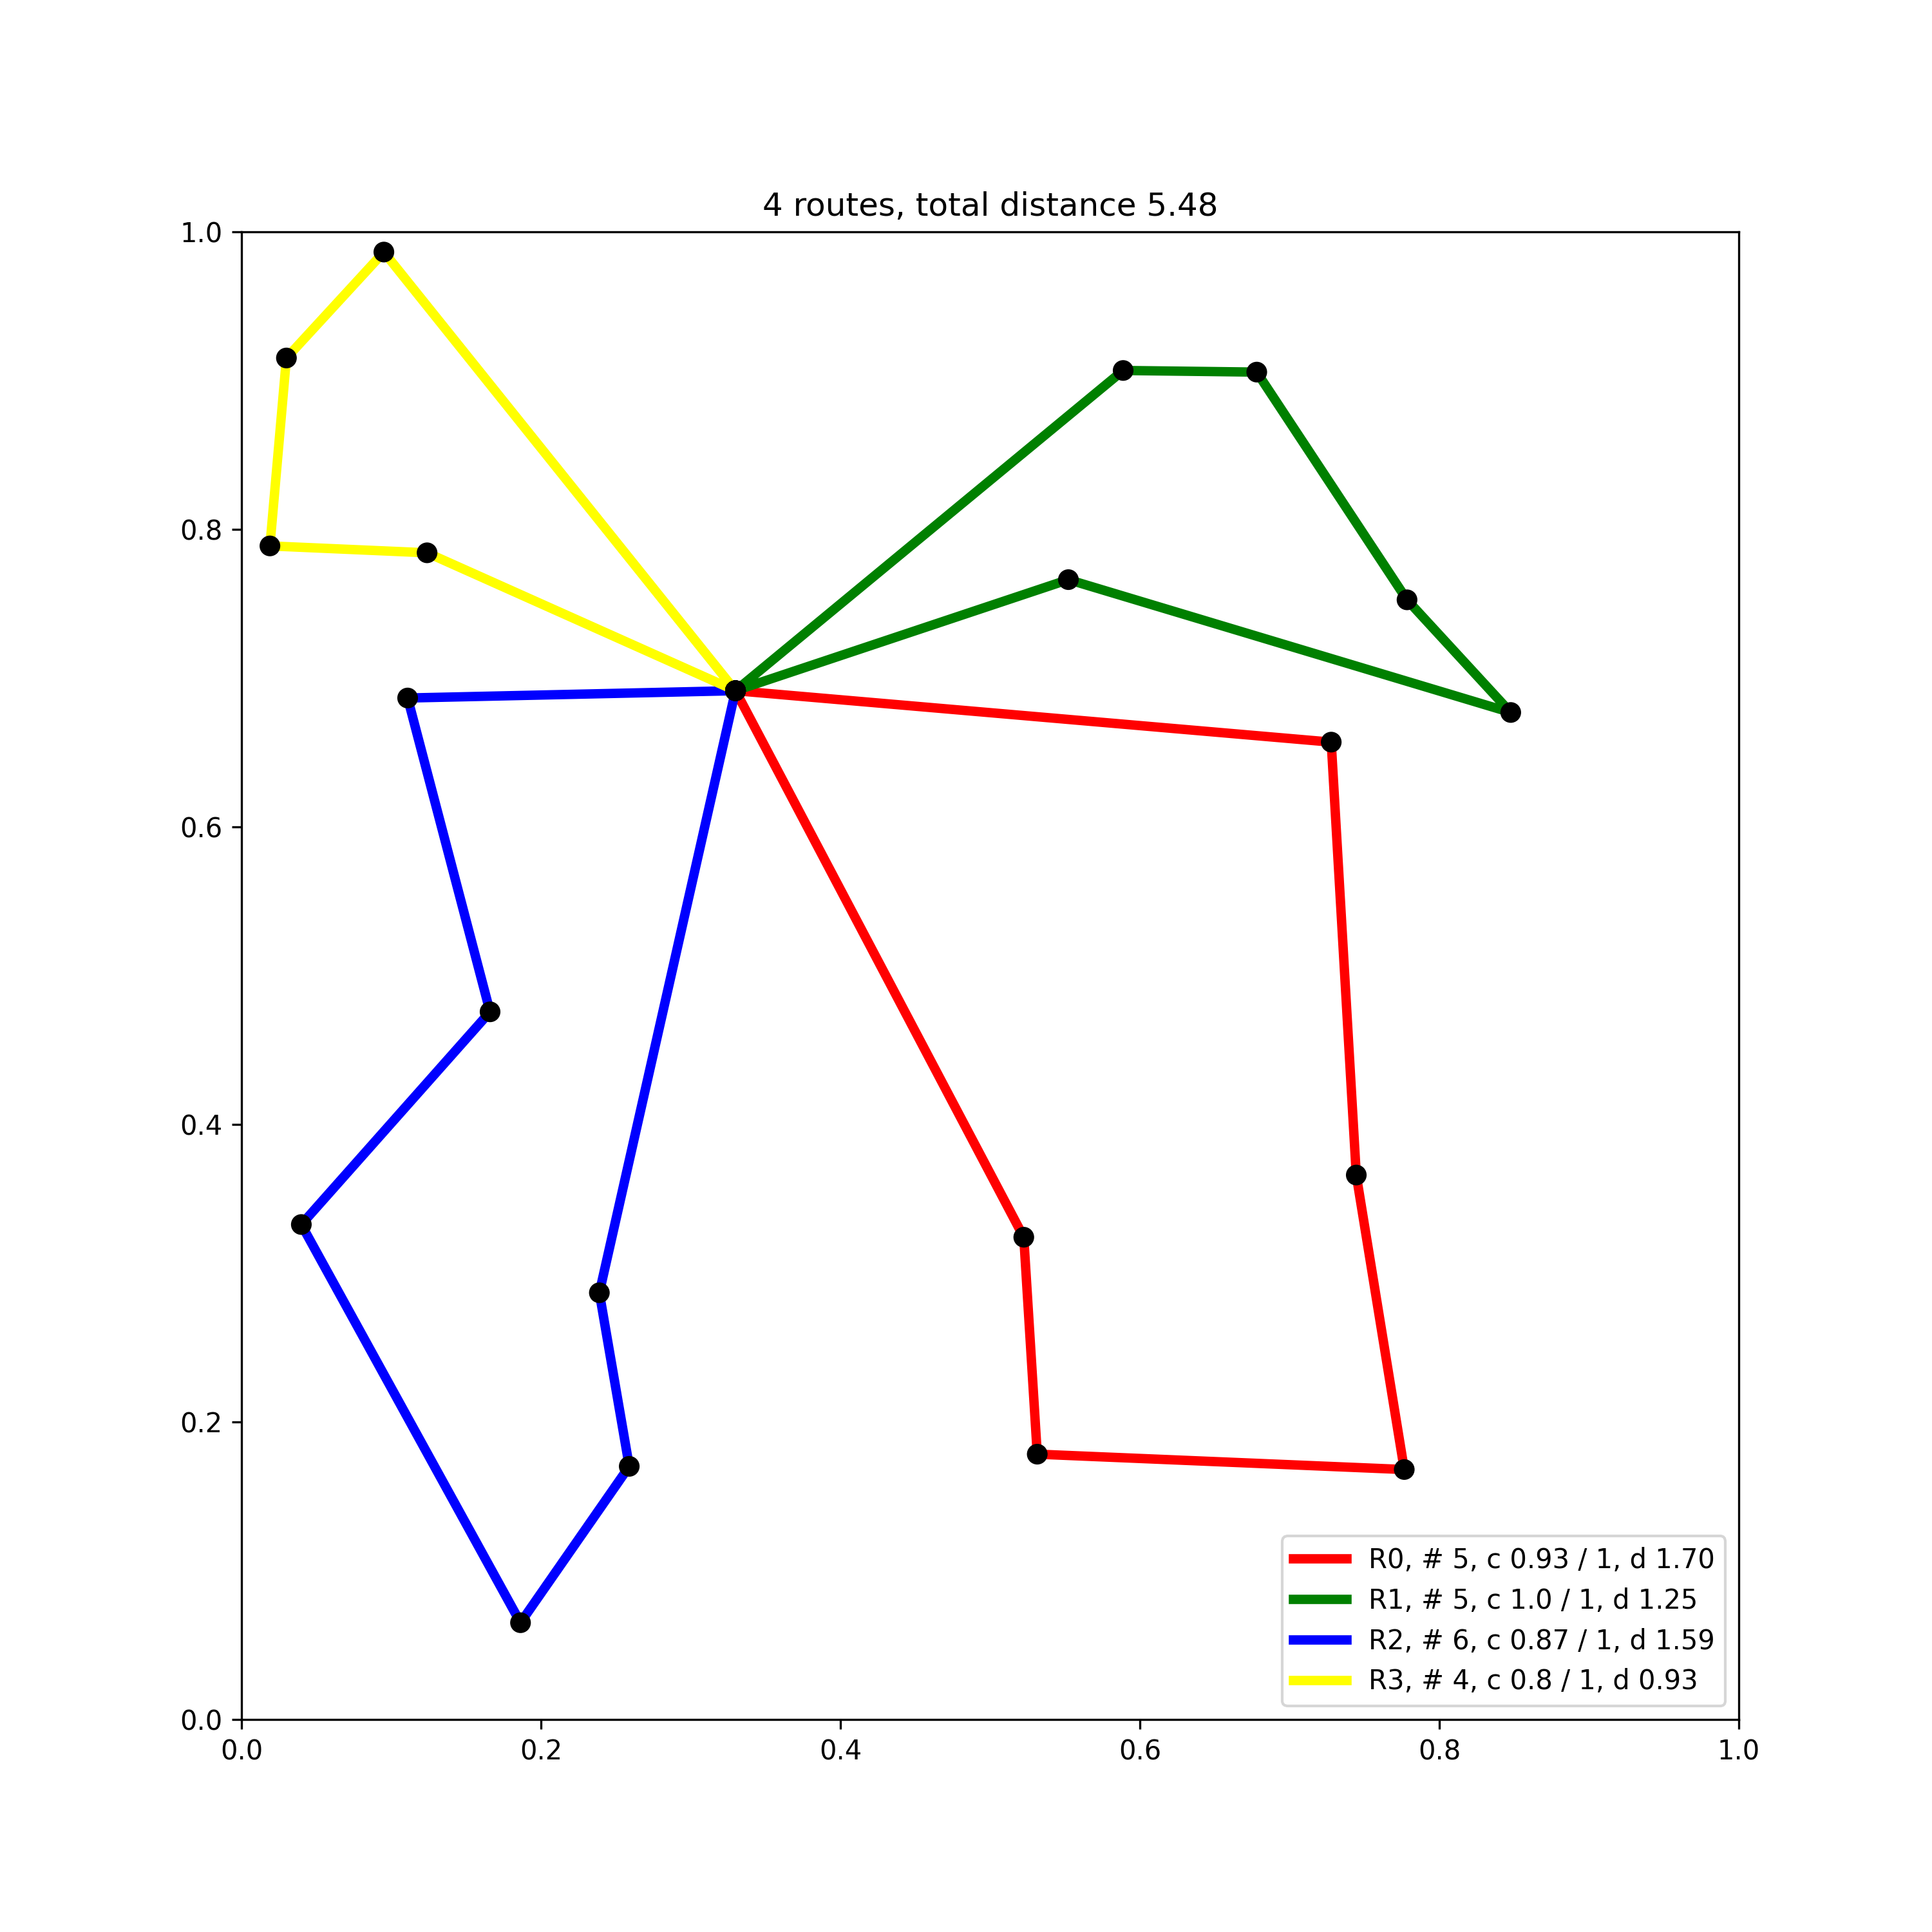 4 routes, total distance 5.48
1.0
0.8
0.6
0.4
0.2
0.0
0.0 0.2 0.4 0.6 0.8 1.0
R0, # 5, c 0.93 / 1, d 1.70
R1, # 5, c 1.0 / 1, d 1.25
R2, # 6, c 0.87 / 1, d 1.59
R3, # 4, c 0.8 / 1, d 0.93